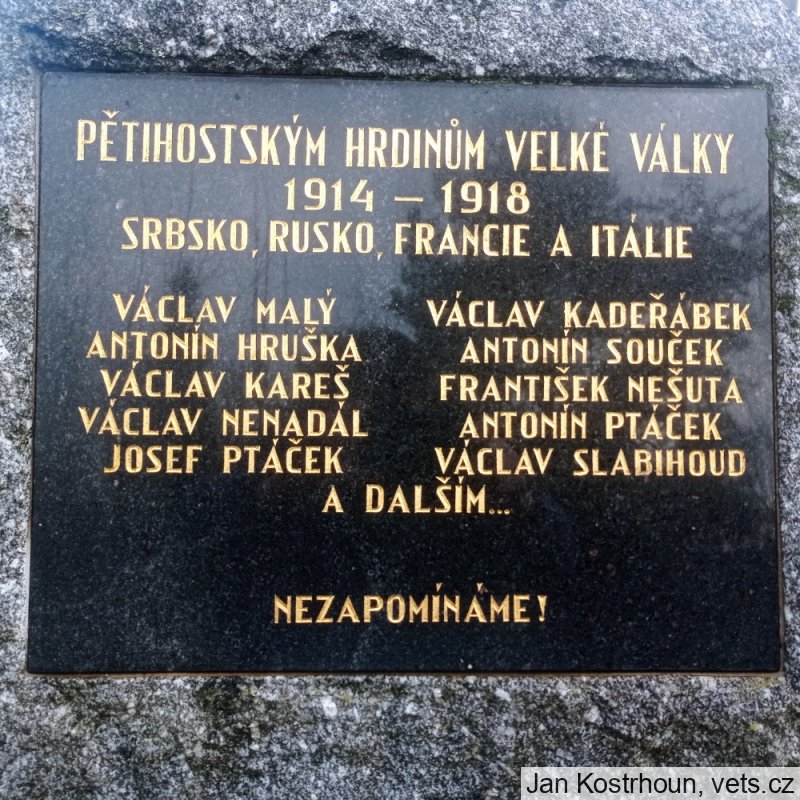 PĚTIHOSTSKÝM HRDINŮM VELKÉ VÁLKY
1914 – 1918
SRBSKO, RUSKO, FRANCIE A ITÁLIE
VÁCLAV MALÝ
ANTONÍN HRUŠKA
VÁCLAV KAREŠ
VÁCLAV NENADÁL
JOSEF PTÁČEK
VÁCLAV KADEŘÁBEK
ANTONÍN SOUČEK
FRANTIŠEK NEŠUTA
ANTONÍN PTÁČEK
VÁCLAV SLABIHOUD
A DALŠÍM...
NEZAPOMÍNÁME!
Jan Kostrhoun, vets.cz